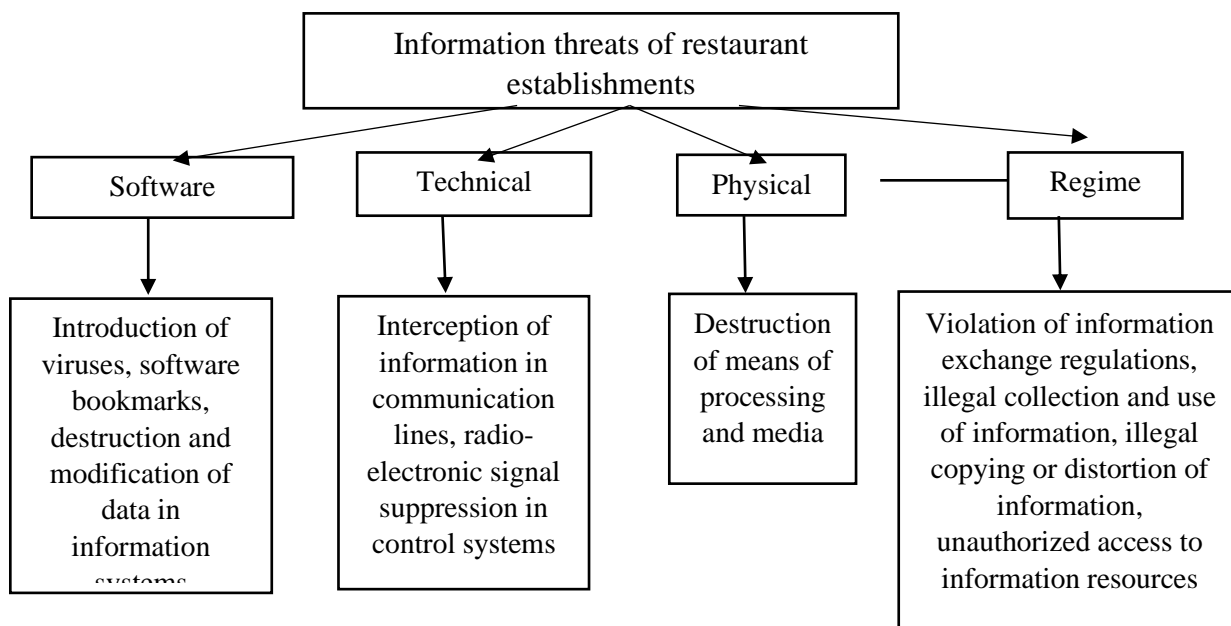 Information threats of restaurant
establishments
Software
Technical
Physical
Regime
Introduction of
viruses, software
bookmarks,
destruction and
modification of
data in
information
systems
Interception of
information in
communication
lines, radio-
electronic signal
suppression in
control systems
Destruction
of means of
processing
and media
Violation of information
exchange regulations,
illegal collection and use
of information, illegal
copying or distortion of
information,
unauthorized access to
information resources